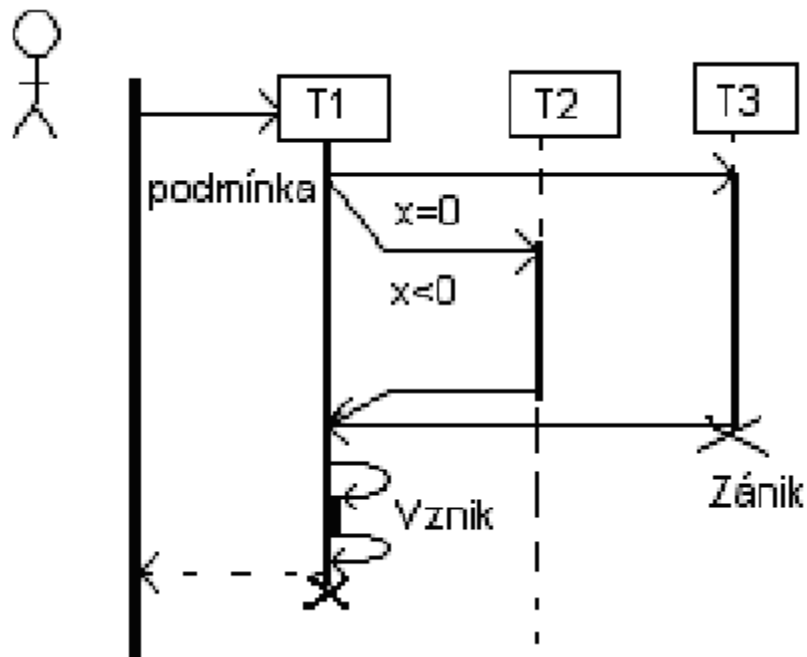 T1
T2
T3
podmínka
x=0
x<0
Vznik
Zánik